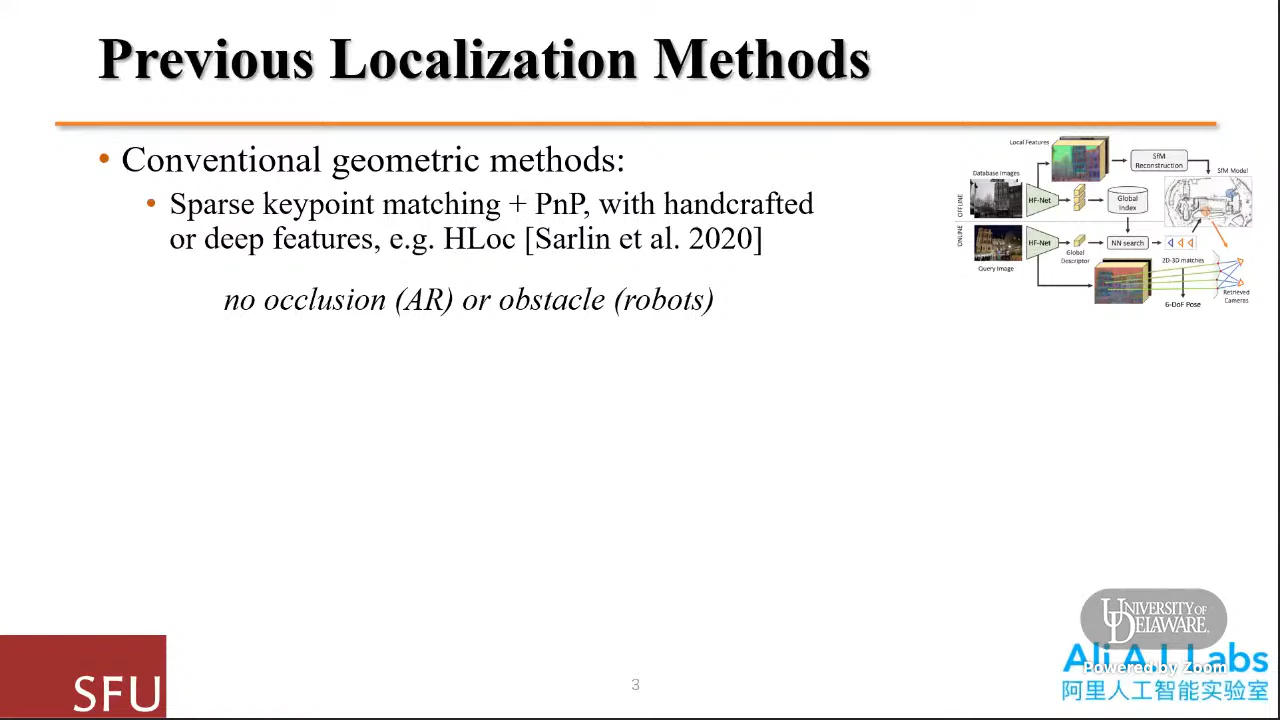 Previous Localization Methods
• Conventional geometric methods:
• Sparse keypoint matching + PnP, with handcrafted
or deep features, e.g. HLoc [Sarlin et al. 2020]
no occlusion (AR) or obstacle (robots)
Local Features
SfM
Reconstruction
SfM Model
Database Images
OFFLINE
HF-Net
Global
Index
ONLINE
HF-Net
NN search
Global
Descriptor
2D-3D matches
Query Image
Retrieved
Cameras
6-DoF Pose
UNIVERSITY OF
DELAWARE.
Ali A.I. Labs
Powered by Zoom
阿里人工智能实验室
SFU
3